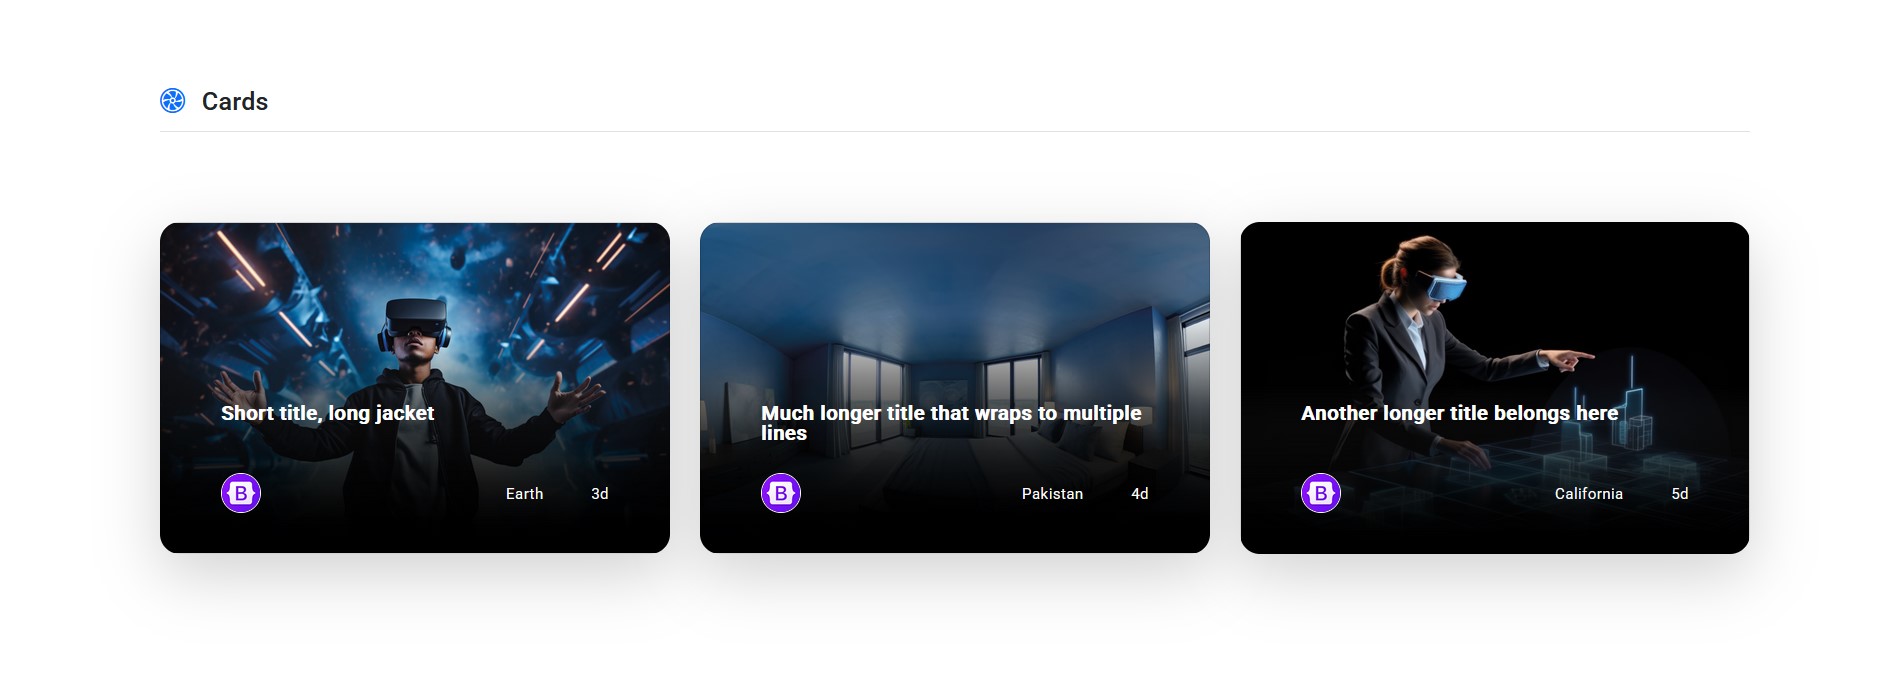 Cards
Short title, long jacket
B
Earth 3d
Much longer title that wraps to multiple
lines
B
Pakistan 4d
Another longer title belongs here
B
California 5d